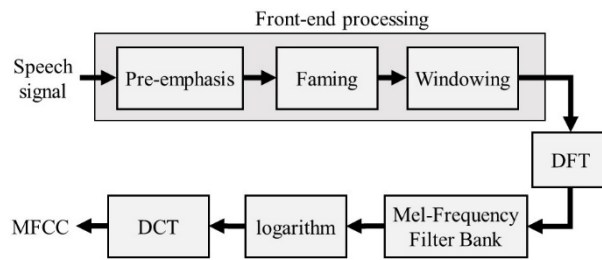 Front-end processing
Speech
signal
Pre-emphasis
Faming
Windowing
DFT
MFCC
DCT
logarithm
Mel-Frequency
Filter Bank